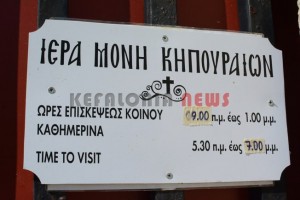 ΙΕΡΑ ΜΟΝΗ ΚΗΠΟΥΡΑΙΩΝ
KEFALONIA NEWS
ΩΡΕΣ ΕΠΙΣΚΕΨΕΩΣ ΚΟΙΝΟΥ 09.00 π.μ. έως 1.00 μ.μ.
ΚΑΘΗΜΕΡΙΝΑ
TIME TO VISIT 5.30 π.μ. έως 7.00 μ.μ.